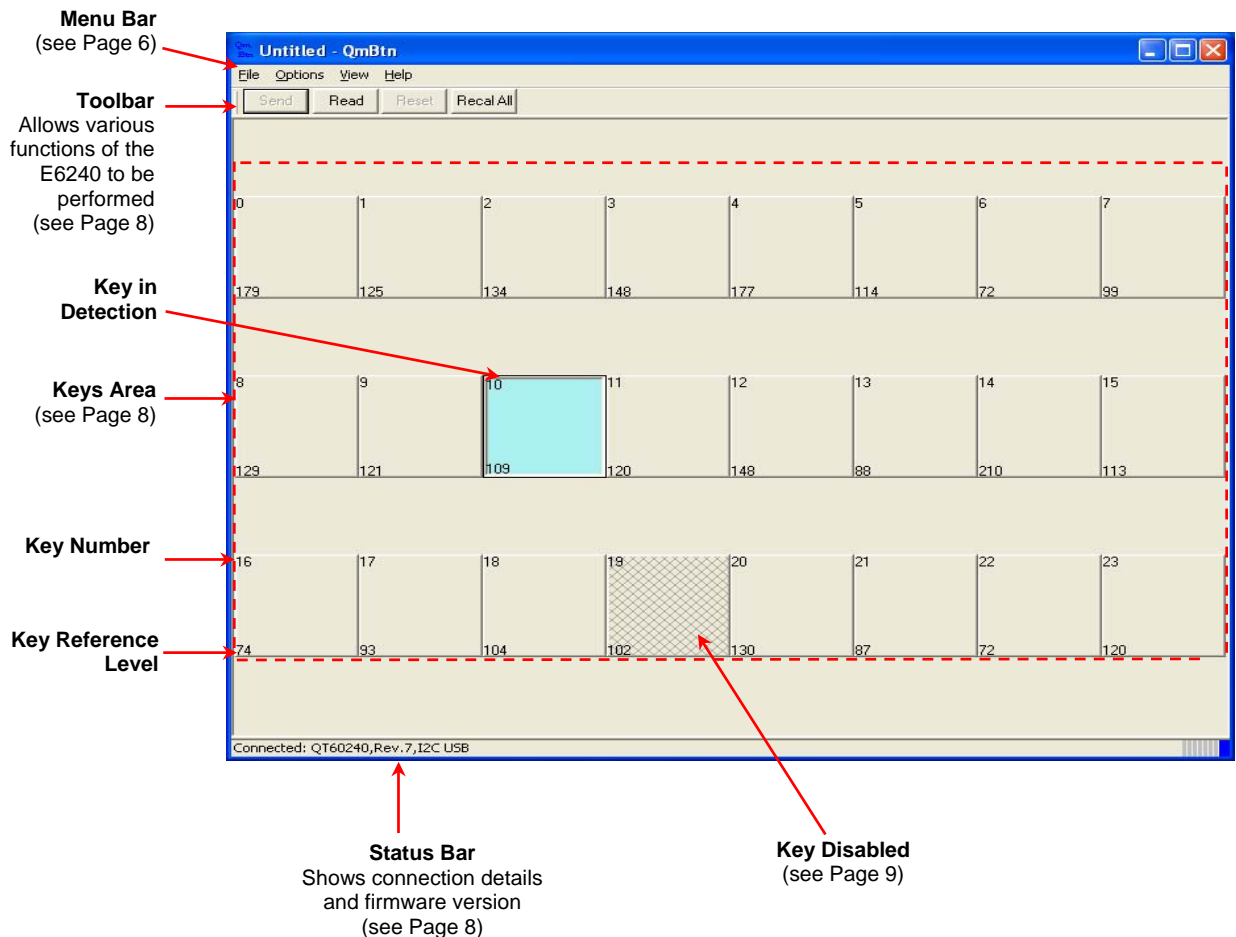 Menu Bar
(see Page 6)
Toolbar
Allows various
functions of the
E6240 to be
performed
(see Page 8)
Key in
Detection
Keys Area
(see Page 8)
Key Number
Key Reference
Level
Untitled - QmBtn
File Options View Help
Send Read Reset Recal All
0 1 2 3 4 5 6 7
179 125 134 148 177 114 72 99
8 9 10 11 12 13 14 15
129 121 109 120 148 88 210 113
16 17 18 19 20 21 22 23
74 93 104 102 130 87 72 120
Connected: QT60240,Rev.7,I2C USB
Status Bar
Shows connection details
and firmware version
(see Page 8)
Key Disabled
(see Page 9)